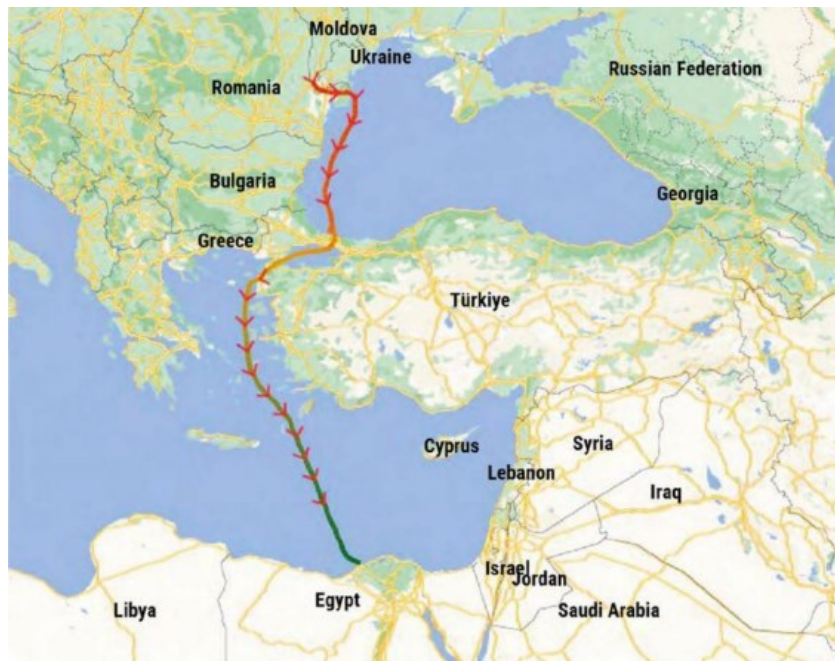 Moldova
Ukraine
Romania
Russian Federation
Bulgaria
Georgia
Greece
Türkiye
Cyprus
Syria
Lebanon
Iraq
Israel
Jordan
Egypt
Libya
Saudi Arabia